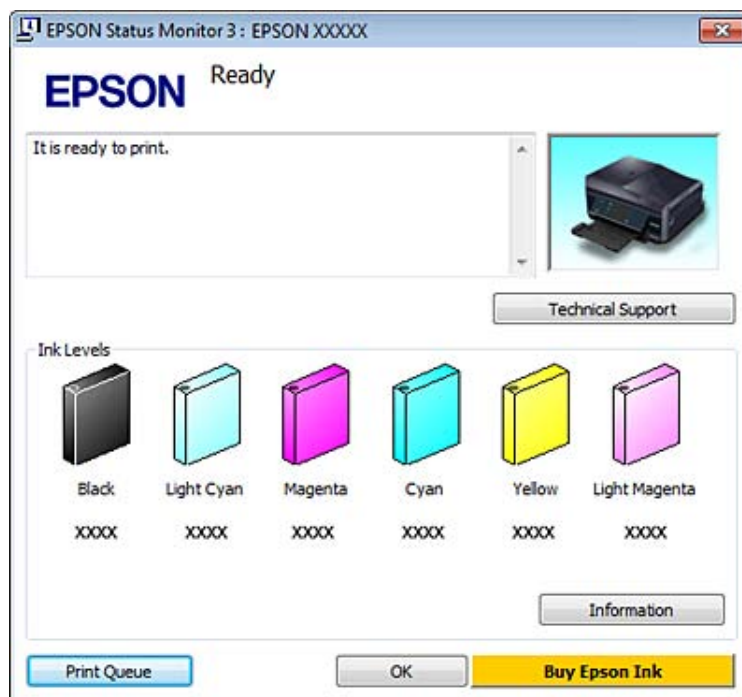 EPSON Status Monitor 3 : EPSON XXXXX
EPSON
Ready
It is ready to print.
Technical Support
Ink Levels
Black Light Cyan Magenta Cyan Yellow Light Magenta
XXXX XXXX XXXX XXXX XXXX XXXX
Information
Print Queue OK Buy Epson Ink